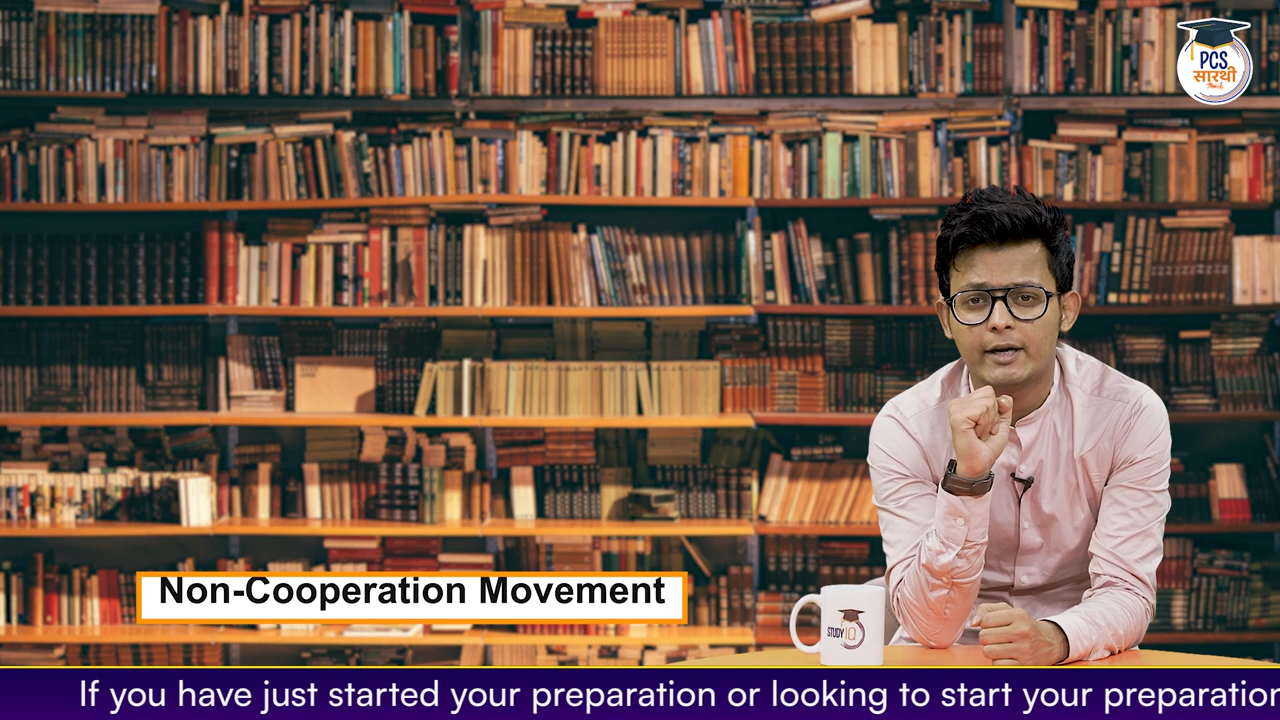 PCS
सारथी
Non-Cooperation Movement
STUDY IQ
If you have just started your preparation or looking to start your preparation